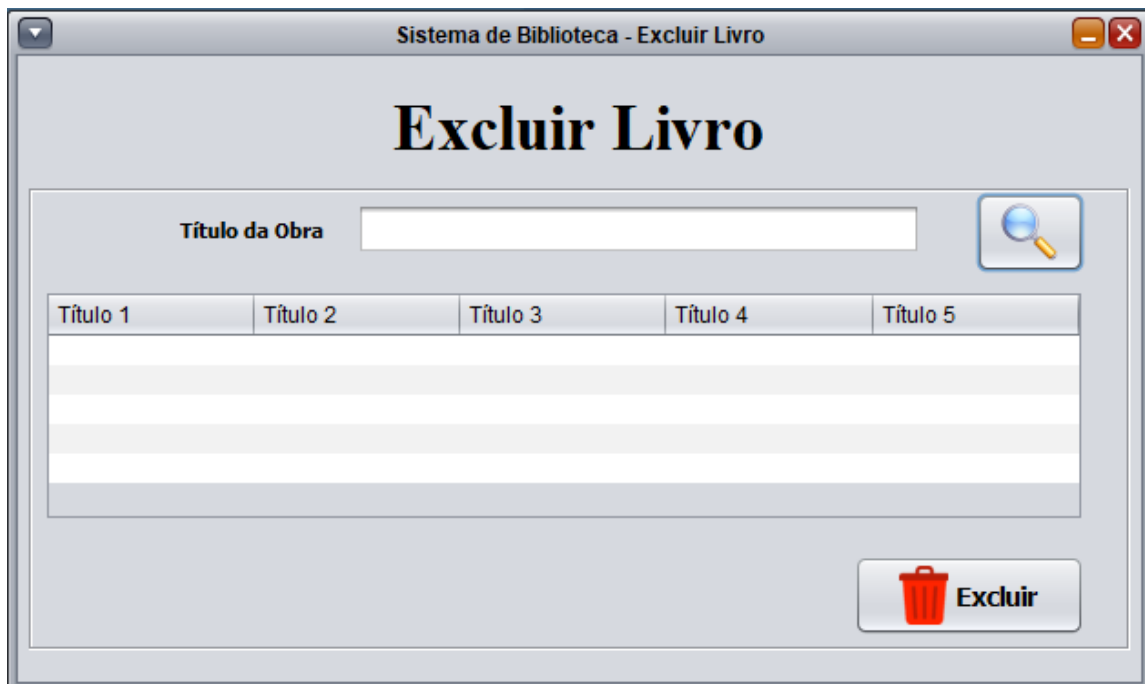 Sistema de Biblioteca - Excluir Livro
Excluir Livro
Título da Obra
Título 1 Título 2 Título 3 Título 4 Título 5
Excluir